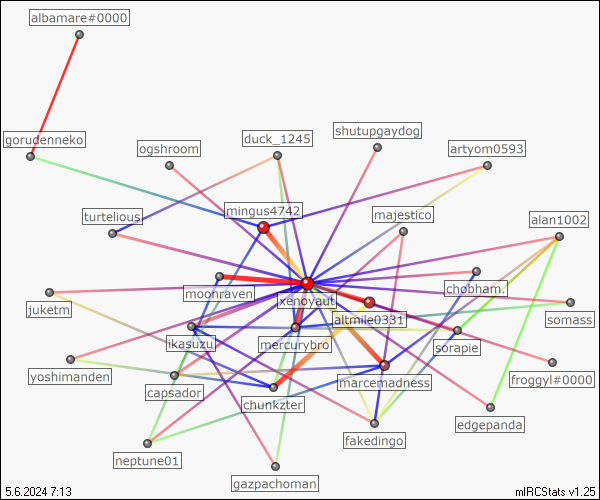 albamare#0000
gorudenneko
ogshroom
duck_1245
shutupgaydog
artyom0593
turtelious
mingus4742
majestico
alan1002
moonraven
xenoyaut
chobham.
juketm
altmile0331
somass
ikasuzu
mercurybro
sorapie
yoshimanden
capsador
marcemadness
froggyl#0000
chunkzter
edgepanda
neptune01
fakedingo
gazpachoman
5.6.2024 7:13
mIRCStats v1.25